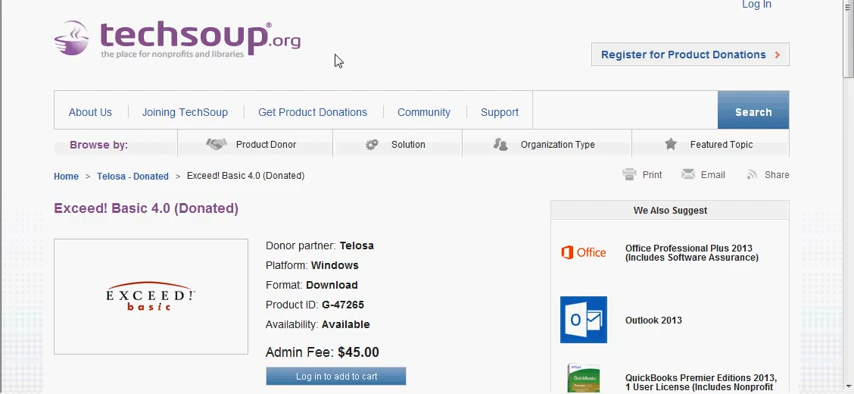 Log In
techsoup®.org
the place for nonprofits and libraries
Register for Product Donations >
About Us
Joining TechSoup
Get Product Donations
Community
Support
Search
Browse by:
Product Donor
Solution
Organization Type
Featured Topic
Home > Telosa - Donated > Exceed! Basic 4.0 (Donated)
Print
Email
Share
Exceed! Basic 4.0 (Donated)
EXCEED!
basic
Donor partner: Telosa
Platform: Windows
Format: Download
Product ID: G-47265
Availability: Available
Admin Fee: $45.00
Log in to add to cart
We Also Suggest
Office
Office Professional Plus 2013
(Includes Software Assurance)
Outlook 2013
QuickBooks
QuickBooks Premier Editions 2013,
1 User License (Includes Nonprofit